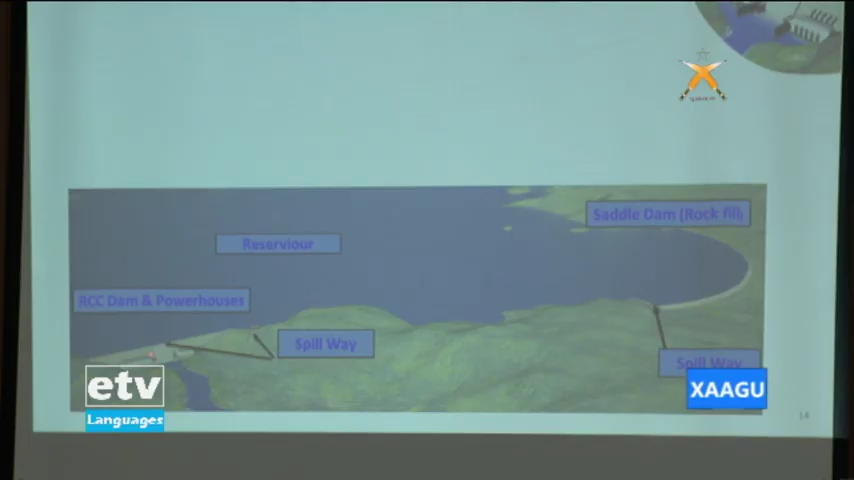 Saddle Dam (Rock fill)
Reserviour
RCC Dam & Powerhouses
Spill Way
Spill Way
XAAGU
etv
Languages
14